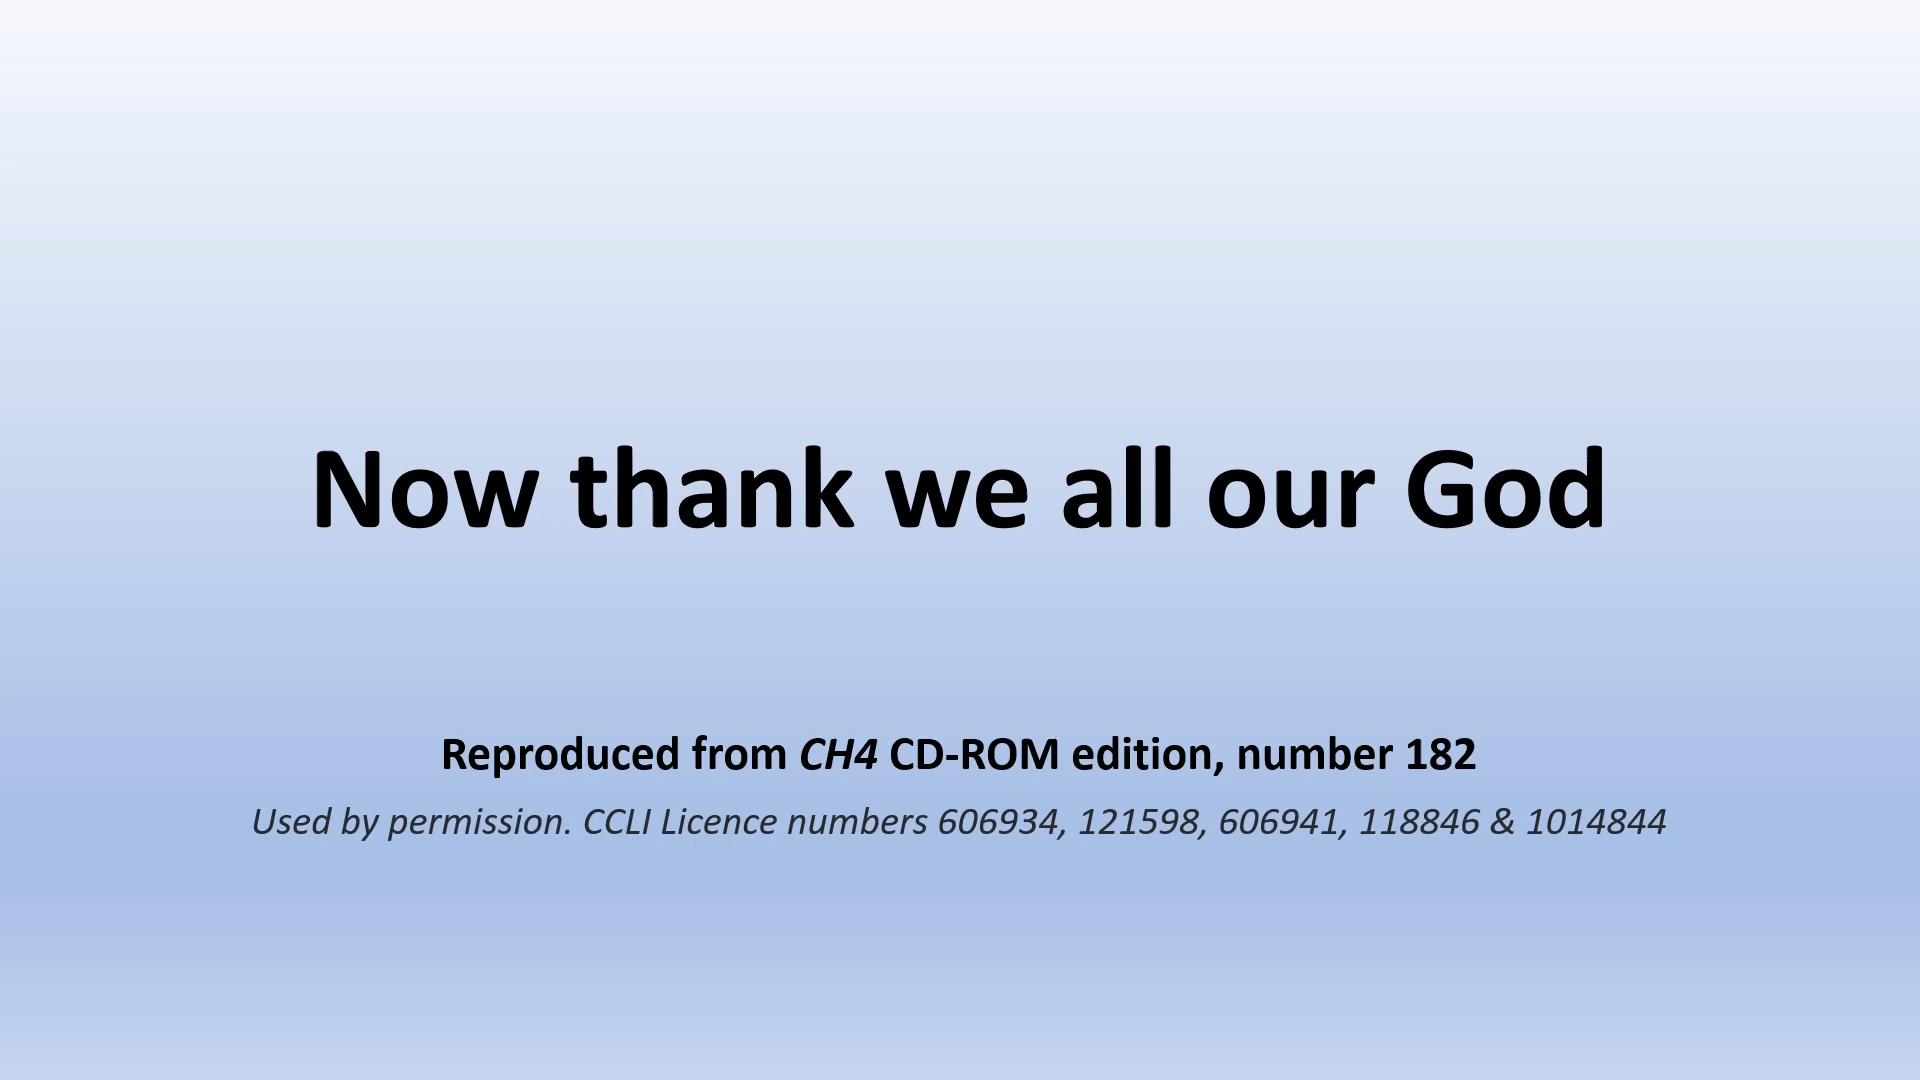 Now thank we all our God
Reproduced from CH4 CD-ROM edition, number 182
Used by permission. CCLI Licence numbers 606934, 121598, 606941, 118846 & 1014844